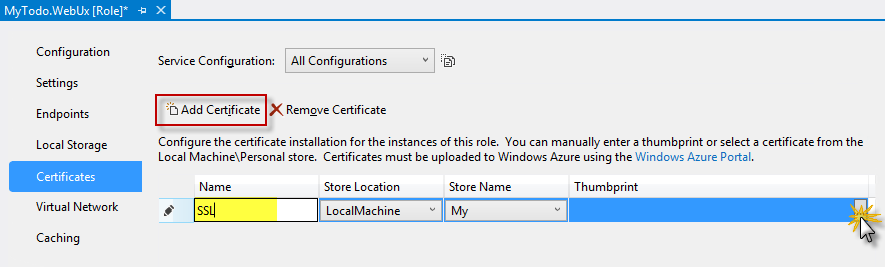 MyTodo.WebUx [Role]*
Configuration
Settings
Endpoints
Local Storage
Certificates
Virtual Network
Caching
Service Configuration:
All Configurations
Add Certificate
Remove Certificate
Configure the certificate installation for the instances of this role. You can manually enter a thumbprint or select a certificate from the
Local Machine\Personal store. Certificates must be uploaded to Windows Azure using the Windows Azure Portal.
Name Store Location Store Name Thumbprint
SSL LocalMachine My